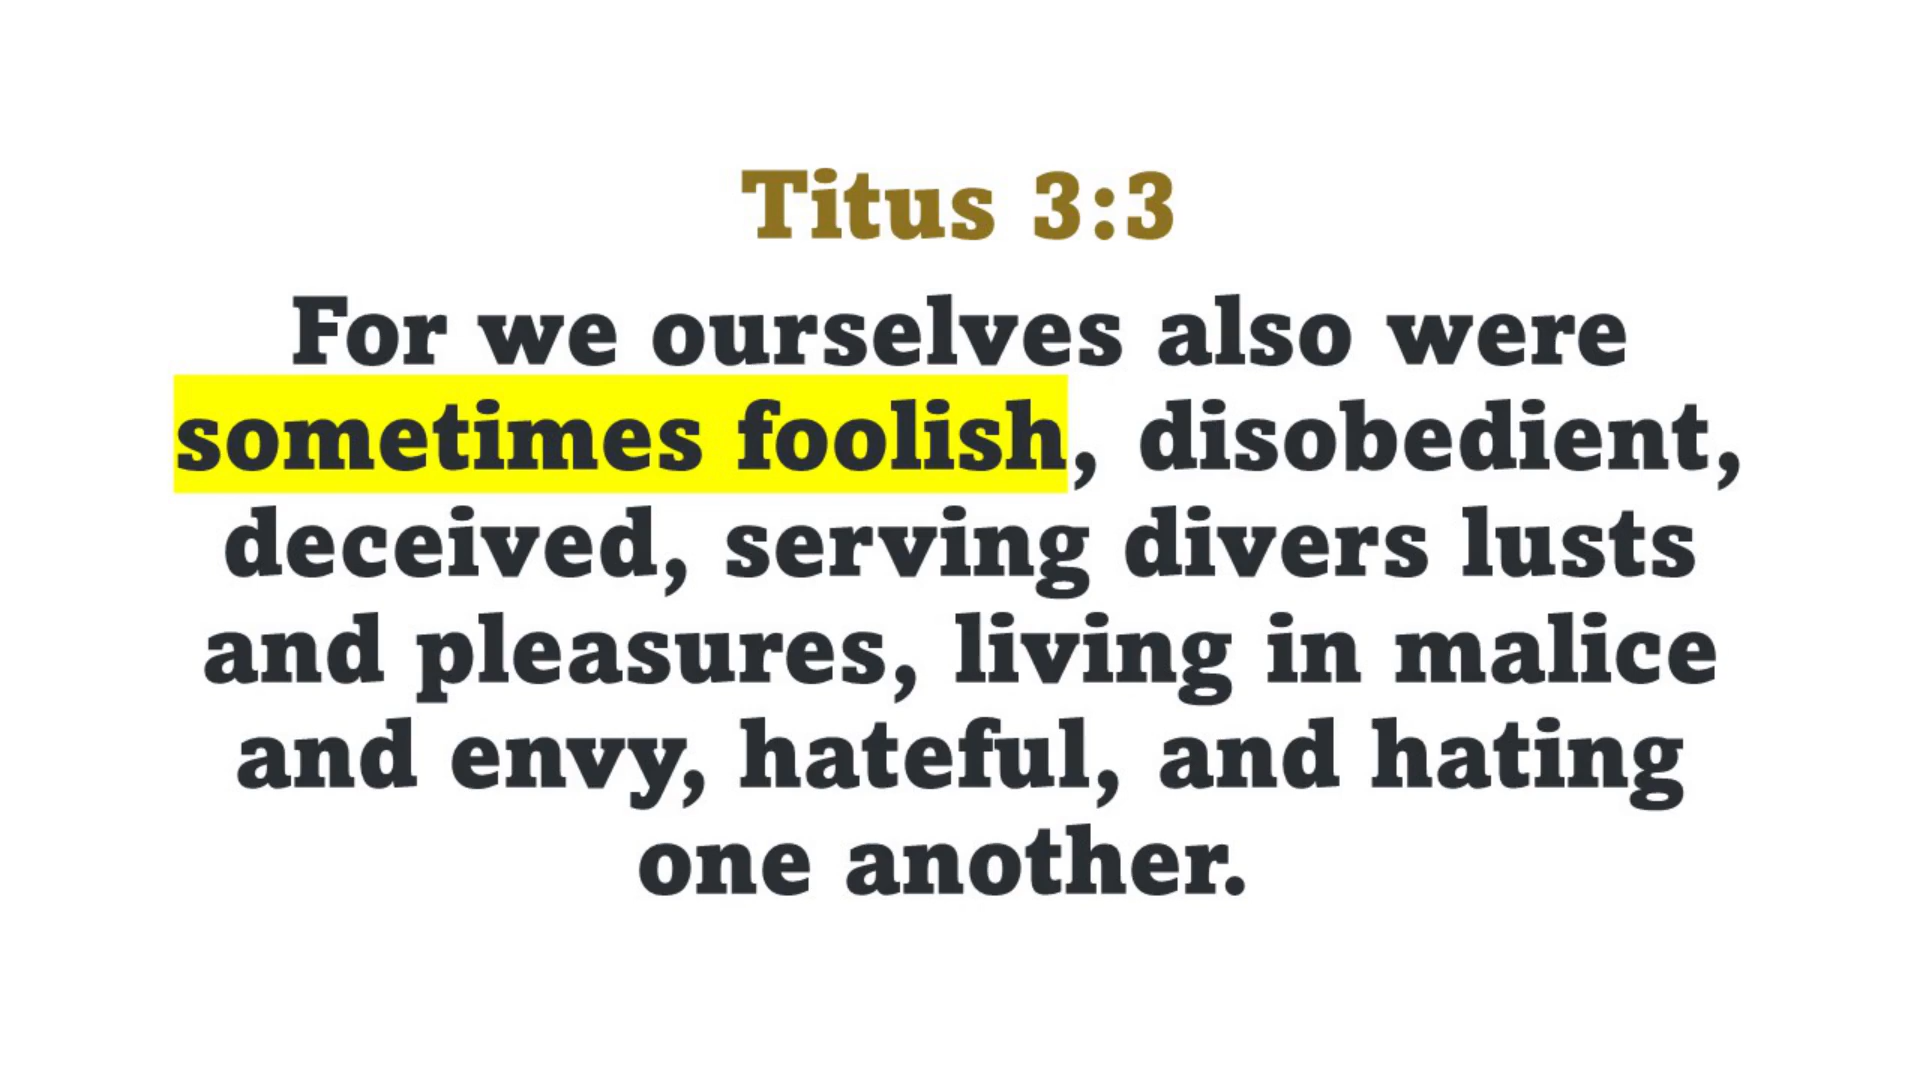 Titus 3:3
For we ourselves also were
sometimes foolish, disobedient,
deceived, serving divers lusts
and pleasures, living in malice
and envy, hateful, and hating
one another.